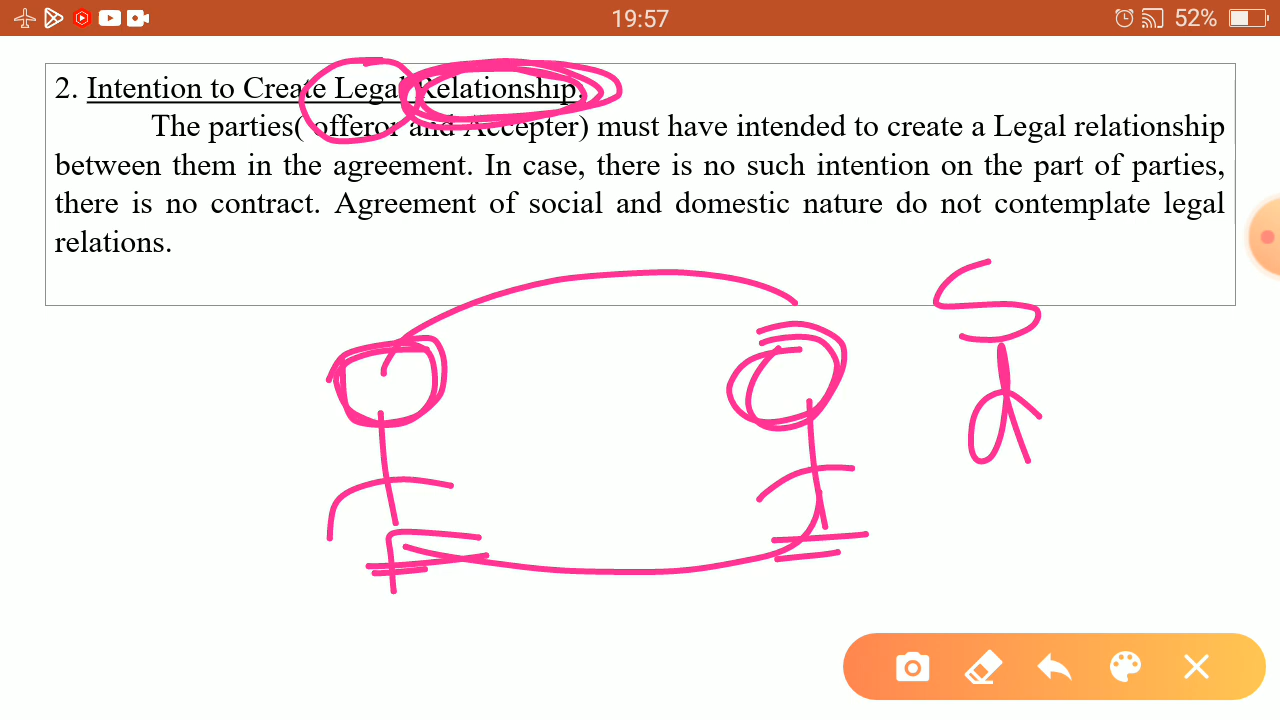 19:57
52%
2. Intention to Create Legal Relationship.
The parties( offeror and Accepter) must have intended to create a Legal relationship
between them in the agreement. In case, there is no such intention on the part of parties,
there is no contract. Agreement of social and domestic nature do not contemplate legal
relations.